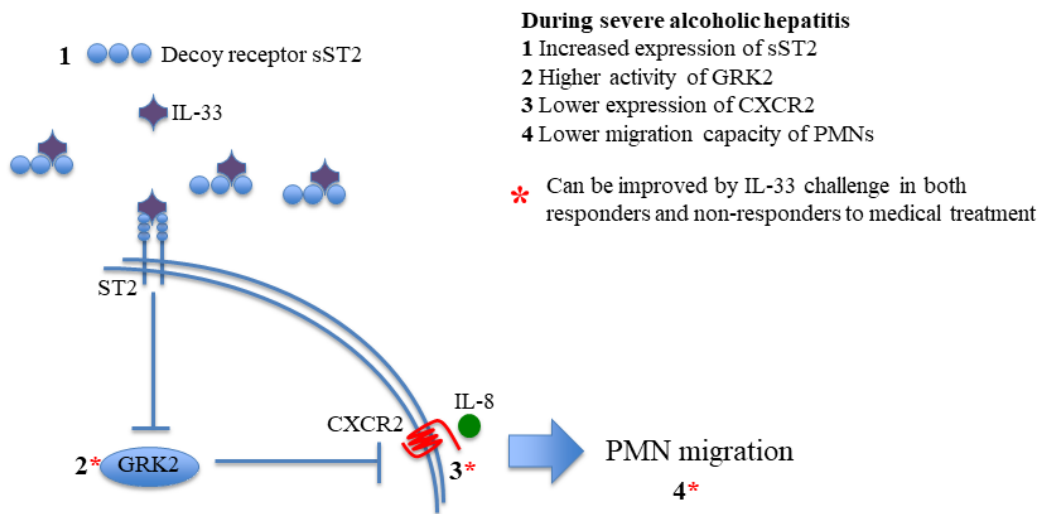 During severe alcoholic hepatitis
1 Increased expression of sST2
2 Higher activity of GRK2
3 Lower expression of CXCR2
4 Lower migration capacity of PMNs
* Can be improved by IL-33 challenge in both
responders and non-responders to medical treatment
1 Decoy receptor sST2
IL-33
ST2
IL-8
CXCR2
2* GRK2
3*
PMN migration
4*